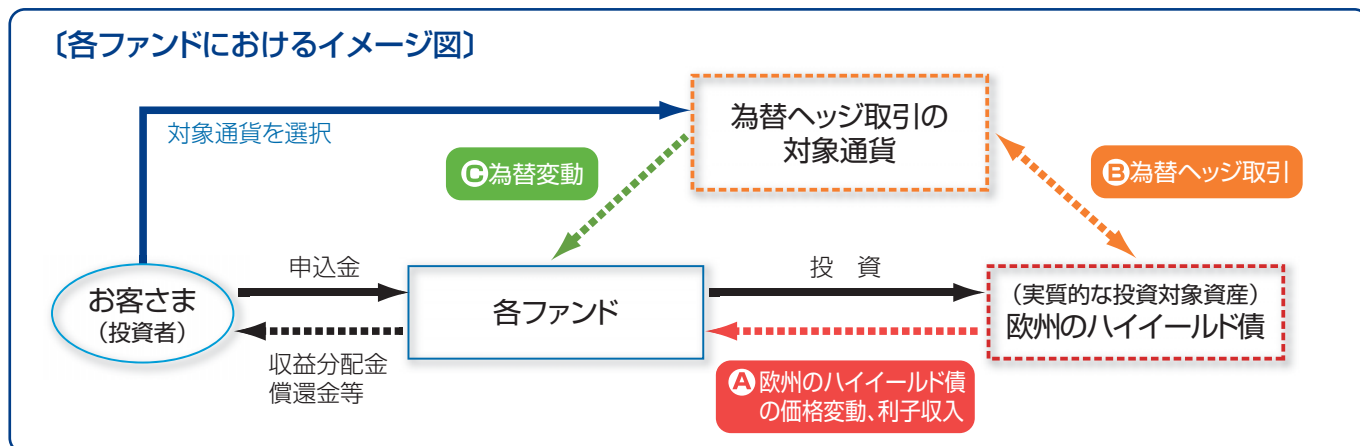 〔各ファンドにおけるイメージ図〕
対象通貨を選択
為替ヘッジ取引の
対象通貨
C為替変動
B為替ヘッジ取引
お客さま
(投資者)
申込金
収益分配金
償還金等
各ファンド
投 資
(実質的な投資対象資産)
欧州のハイイールド債
A欧州のハイイールド債
の価格変動、利子収入